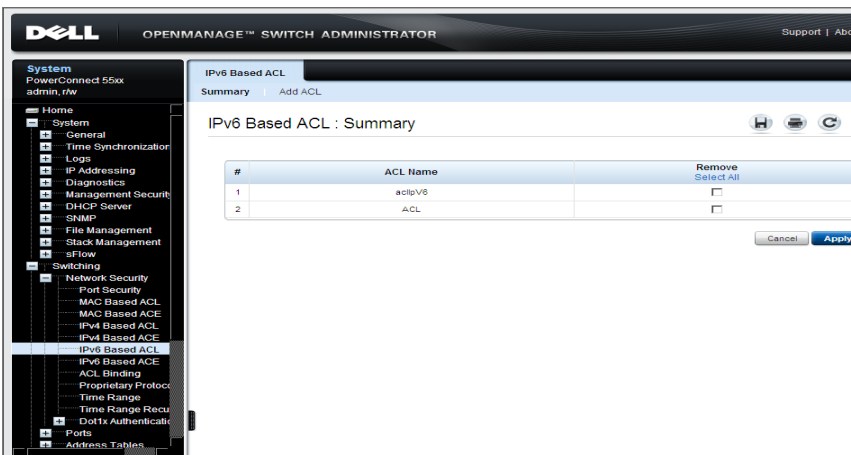 DELL
OPENMANAGE™ SWITCH ADMINISTRATOR
Support | Abo
System
PowerConnect 55xx
admin, r/w
Home
System
General
Time Synchronization
Logs
IP Addressing
Diagnostics
Management Securit
DHCP Server
SNMP
File Management
Stack Management
sFlow
Switching
Network Security
Port Security
MAC Based ACL
MAC Based ACE
IPv4 Based ACL
IPv4 Based ACE
IPv6 Based ACL
IPv6 Based ACE
ACL Binding
Proprietary Protoco
Time Range
Time Range Recu
Dot1x Authenticatio
Ports
Address Tables
IPv6 Based ACL
Summary Add ACL
IPv6 Based ACL : Summary
# ACL Name Remove
Select All
1 aclIpV6
2 ACL
Cancel Apply